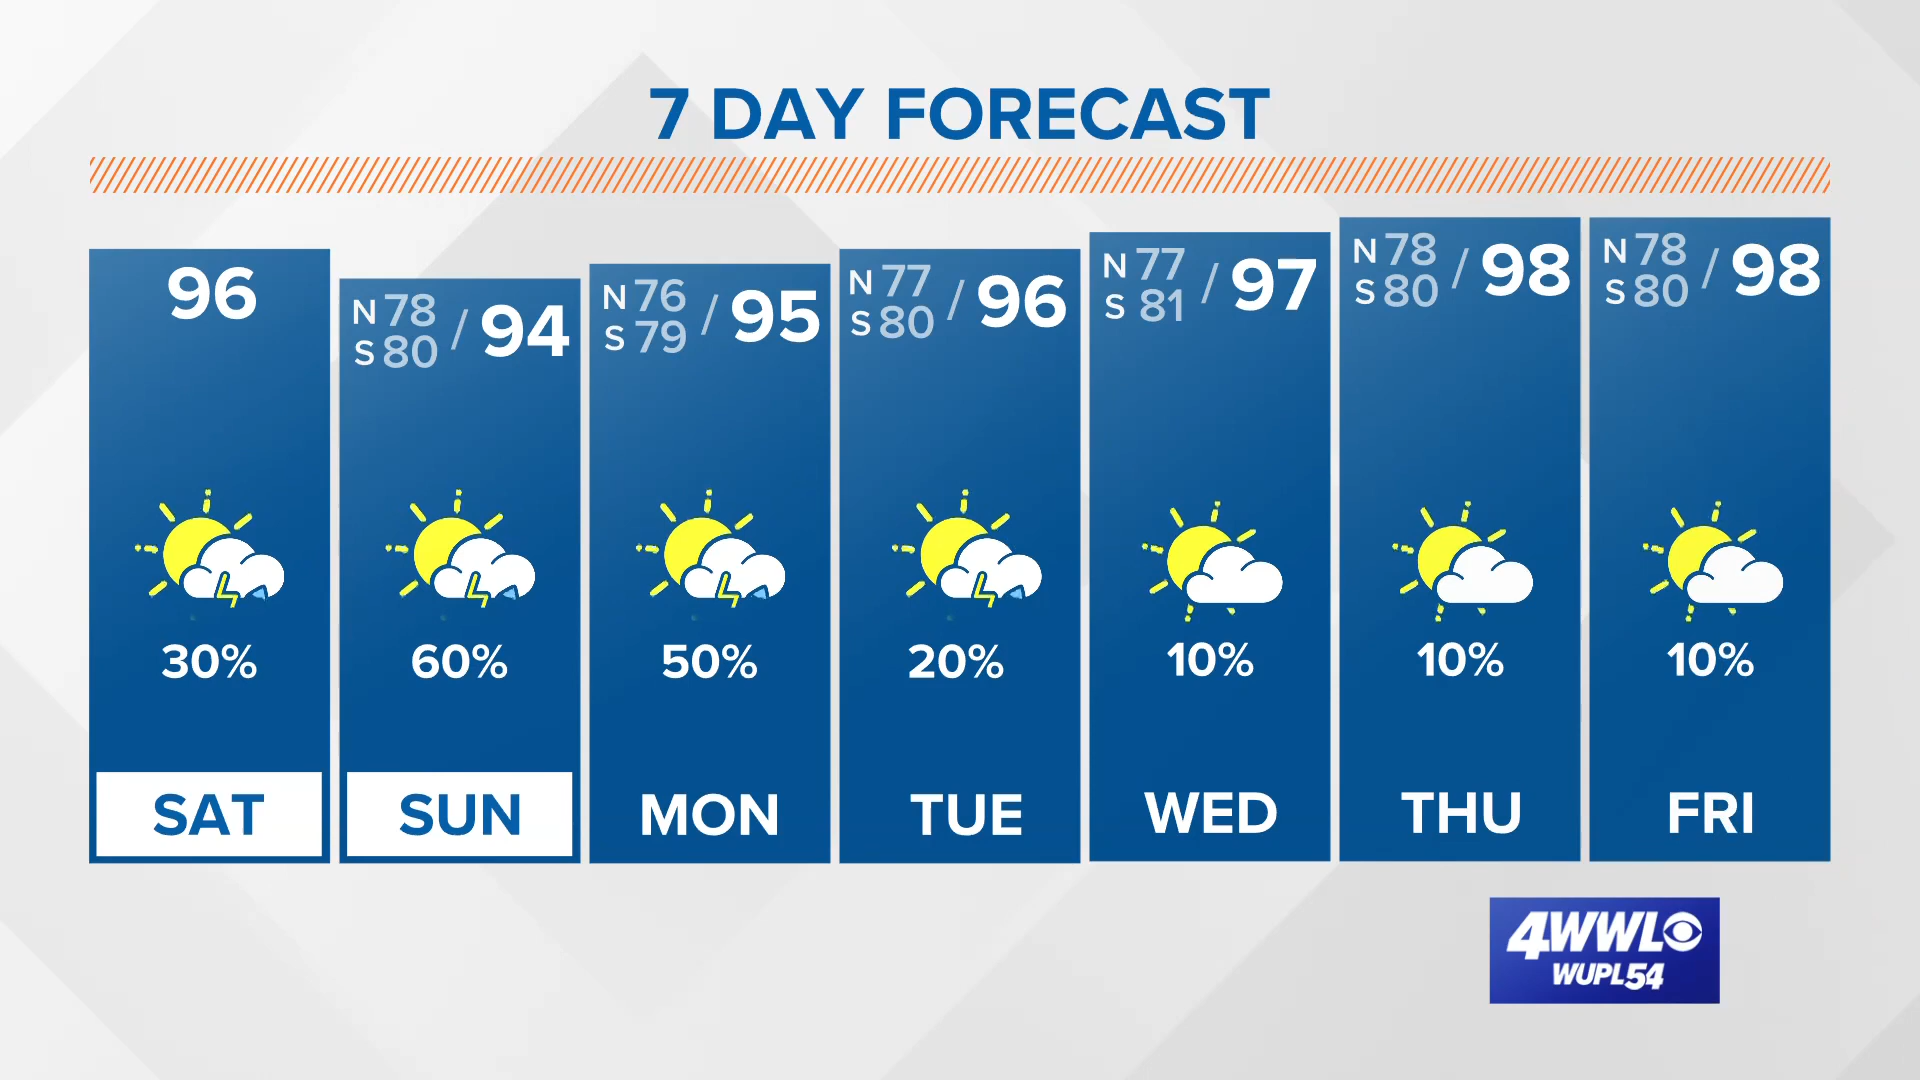 7 DAY FORECAST
96
30%
SAT
N 78
S 80
/ 94
60%
SUN
N 76
S 79
/ 95
50%
MON
N 77
S 80
/ 96
20%
TUE
N 77
S 81
/ 97
10%
WED
N 78
S 80
/ 98
10%
THU
N 78
S 80
/ 98
10%
FRI
4WWL
WUPL54